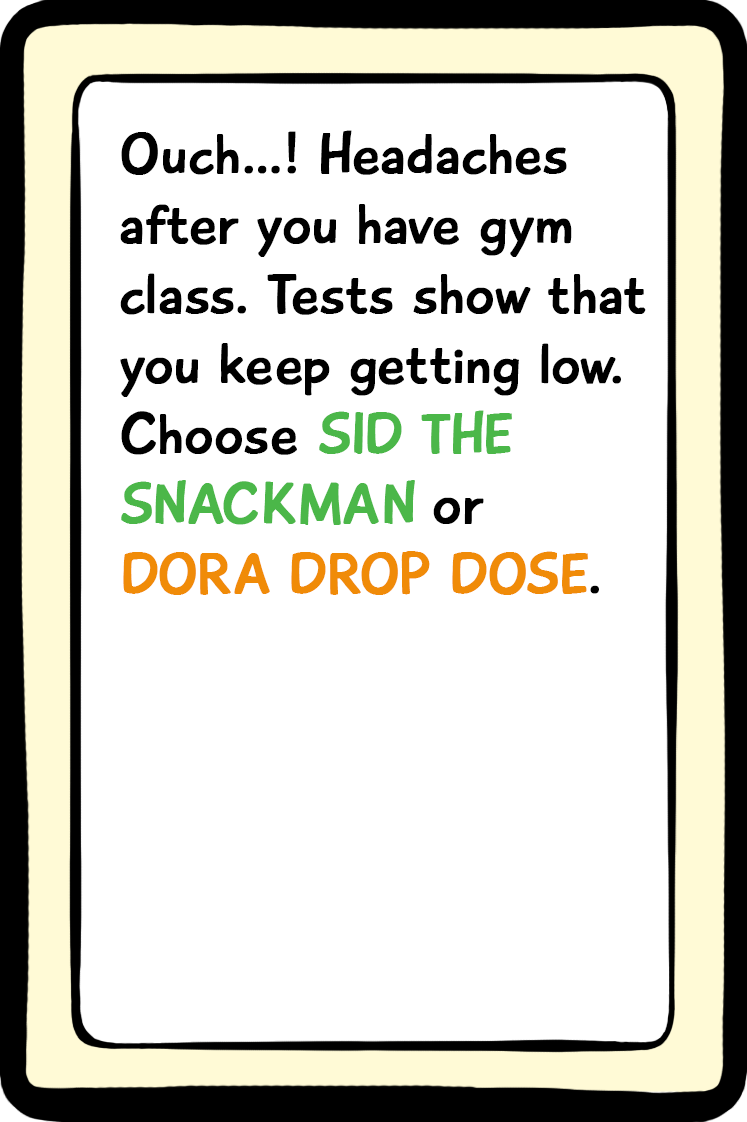 Ouch...! Headaches
after you have gym
class. Tests show that
you keep getting low.
Choose SID THE
SNACKMAN or
DORA DROP DOSE.